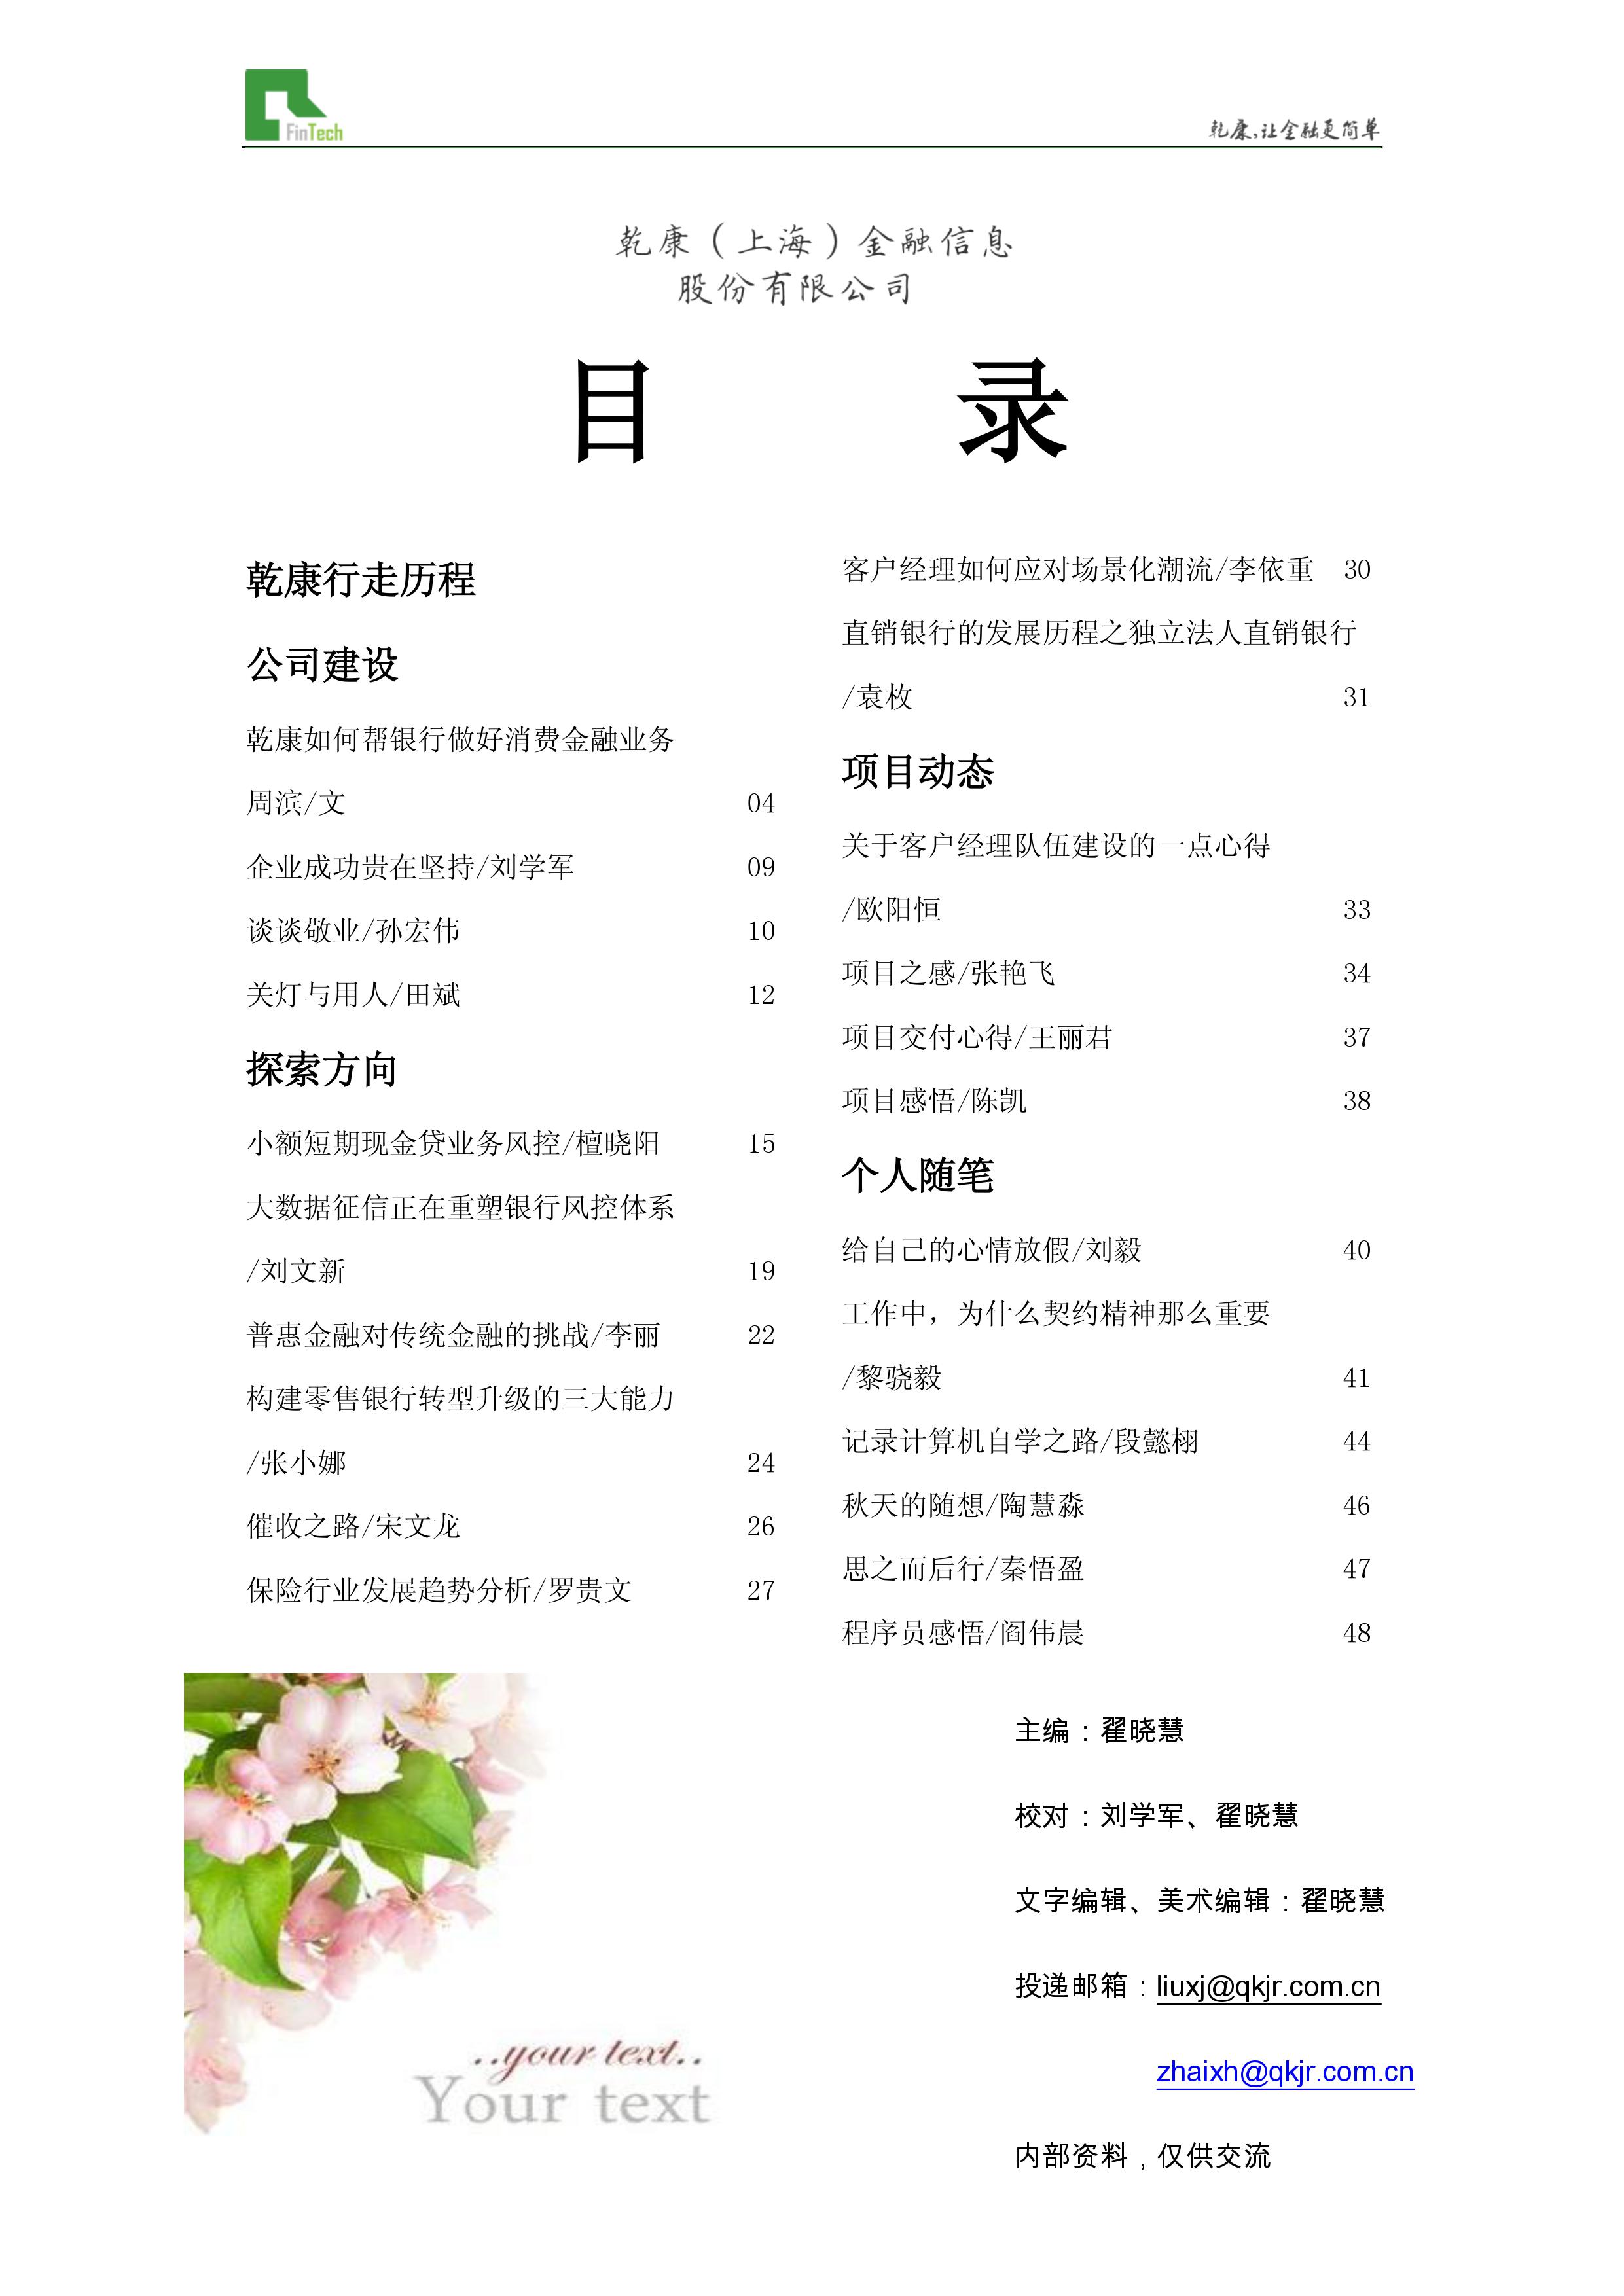 FinTech
乾康,让金融更简单
乾康（上海）金融信息
股份有限公司
目 录
乾康行走历程
公司建设
乾康如何帮银行做好消费金融业务
周滨/文 04
企业成功贵在坚持/刘学军 09
谈谈敬业/孙宏伟 10
关灯与用人/田斌 12
探索方向
小额短期现金贷业务风控/檀晓阳 15
大数据征信正在重塑银行风控体系
/刘文新 19
普惠金融对传统金融的挑战/李丽 22
构建零售银行转型升级的三大能力
/张小娜 24
催收之路/宋文龙 26
保险行业发展趋势分析/罗贵文 27
客户经理如何应对场景化潮流/李依重 30
直销银行的发展历程之独立法人直销银行
/袁枚 31
项目动态
关于客户经理队伍建设的一点心得
/欧阳恒 33
项目之感/张艳飞 34
项目交付心得/王丽君 37
项目感悟/陈凯 38
个人随笔
给自己的心情放假/刘毅 40
工作中，为什么契约精神那么重要
/黎骁毅 41
记录计算机自学之路/段懿栩 44
秋天的随想/陶慧淼 46
思之而后行/秦悟盈 47
程序员感悟/阎伟晨 48
..your text..
Your text
主编：翟晓慧
校对：刘学军、翟晓慧
文字编辑、美术编辑：翟晓慧
投递邮箱：liuxj@qkjr.com.cn
zhaixh@qkjr.com.cn
内部资料，仅供交流